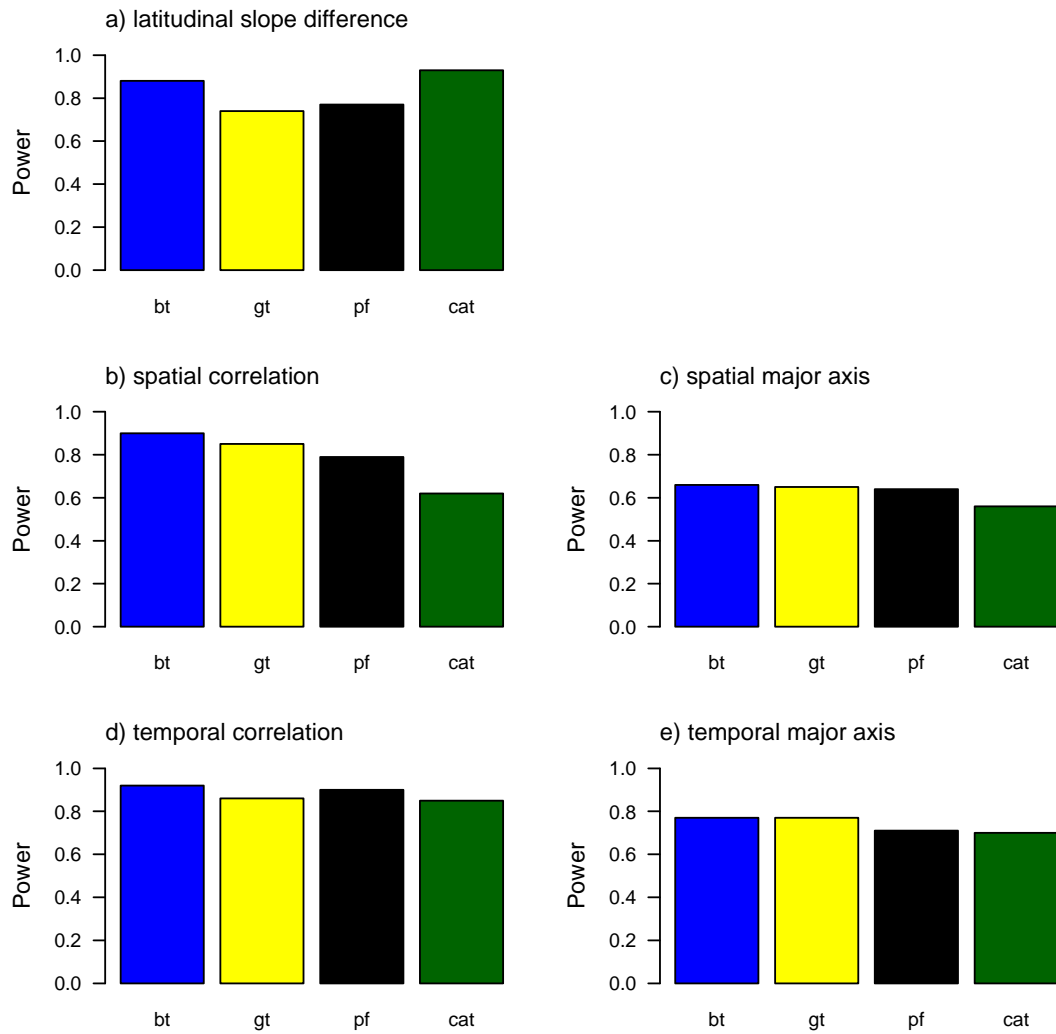 a) latitudinal slope difference
Power
1.0
0.8
0.6
0.4
0.2
0.0
bt gt pf cat
b) spatial correlation
Power
1.0
0.8
0.6
0.4
0.2
0.0
bt gt pf cat
c) spatial major axis
Power
1.0
0.8
0.6
0.4
0.2
0.0
bt gt pf cat
d) temporal correlation
Power
1.0
0.8
0.6
0.4
0.2
0.0
bt gt pf cat
e) temporal major axis
Power
1.0
0.8
0.6
0.4
0.2
0.0
bt gt pf cat